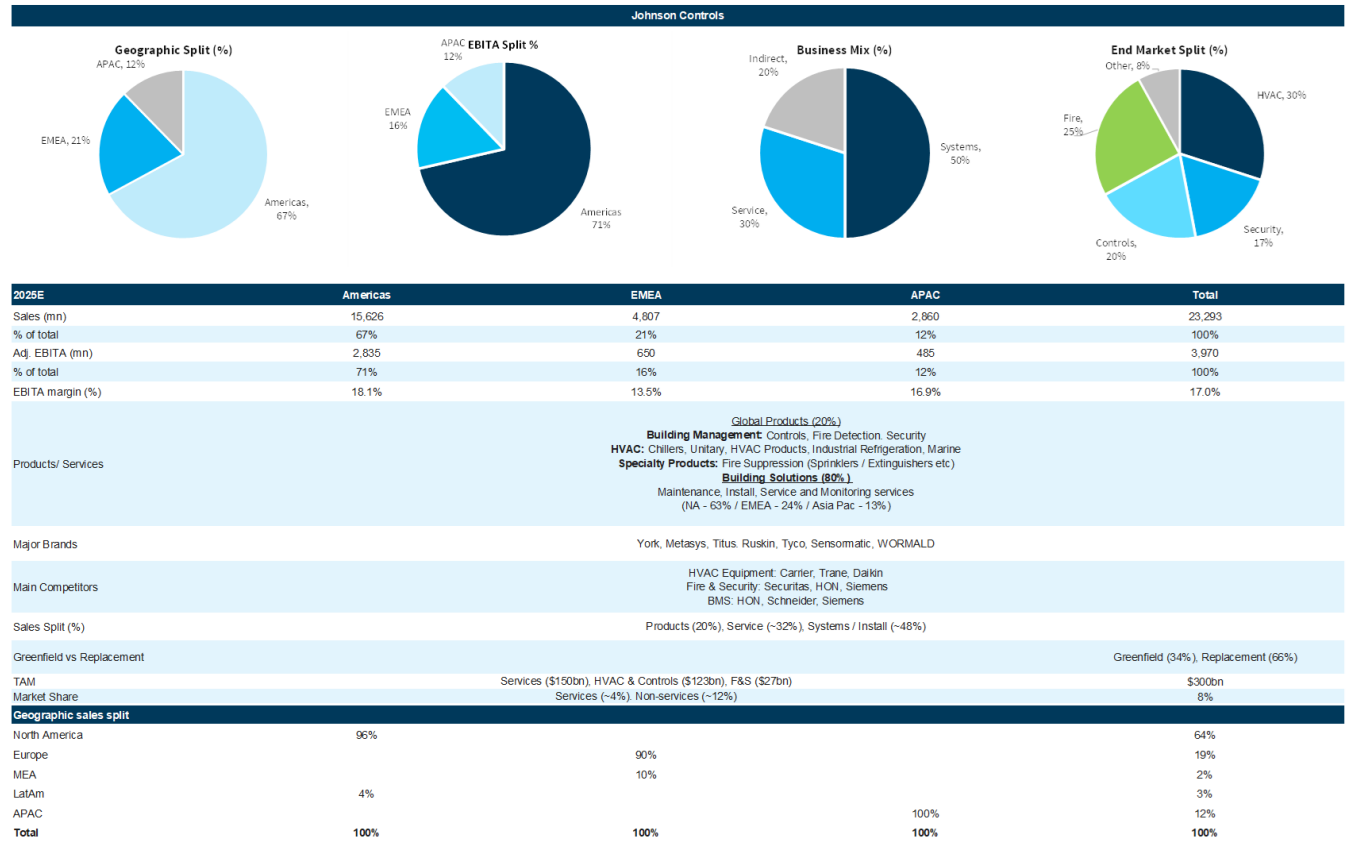 Johnson Controls
Geographic Split (%)
APAC, 12%
EMEA, 21%
Americas,
67%
EBITA Split %
APAC
12%
EMEA
16%
Americas
71%
Business Mix (%)
Indirect,
20%
Systems,
50%
Service,
30%
End Market Split (%)
Other, 8%
HVAC, 30%
Fire,
25%
Security,
17%
Controls,
20%
2025E Americas EMEA APAC Total
Sales (mn) 15,626 4,807 2,860 23,293
% of total 67% 21% 12% 100%
Adj. EBITA (mn) 2,835 650 485 3,970
% of total 71% 16% 12% 100%
EBITA margin (%) 18.1% 13.5% 16.9% 17.0%
Products/ Services
Global Products (20%)
Building Management: Controls, Fire Detection. Security
HVAC: Chillers, Unitary, HVAC Products, Industrial Refrigeration, Marine
Specialty Products: Fire Suppression (Sprinklers / Extinguishers etc)
Building Solutions (80%)
Maintenance, Install, Service and Monitoring services
(NA - 63% / EMEA - 24% / Asia Pac - 13%)
Major Brands York, Metasys, Titus. Ruskin, Tyco, Sensormatic, WORMALD
Main Competitors
HVAC Equipment: Carrier, Trane, Daikin
Fire & Security: Securitas, HON, Siemens
BMS: HON, Schneider, Siemens
Sales Split (%) Products (20%), Service (~32%), Systems / Install (~48%)
Greenfield vs Replacement Greenfield (34%), Replacement (66%)
TAM Services ($150bn), HVAC & Controls ($123bn), F&S ($27bn) $300bn
Market Share Services (~4%). Non-services (~12%) 8%
Geographic sales split
North America 96% 64%
Europe 90% 19%
MEA 10% 2%
LatAm 4% 3%
APAC 100% 12%
Total 100% 100% 100% 100%